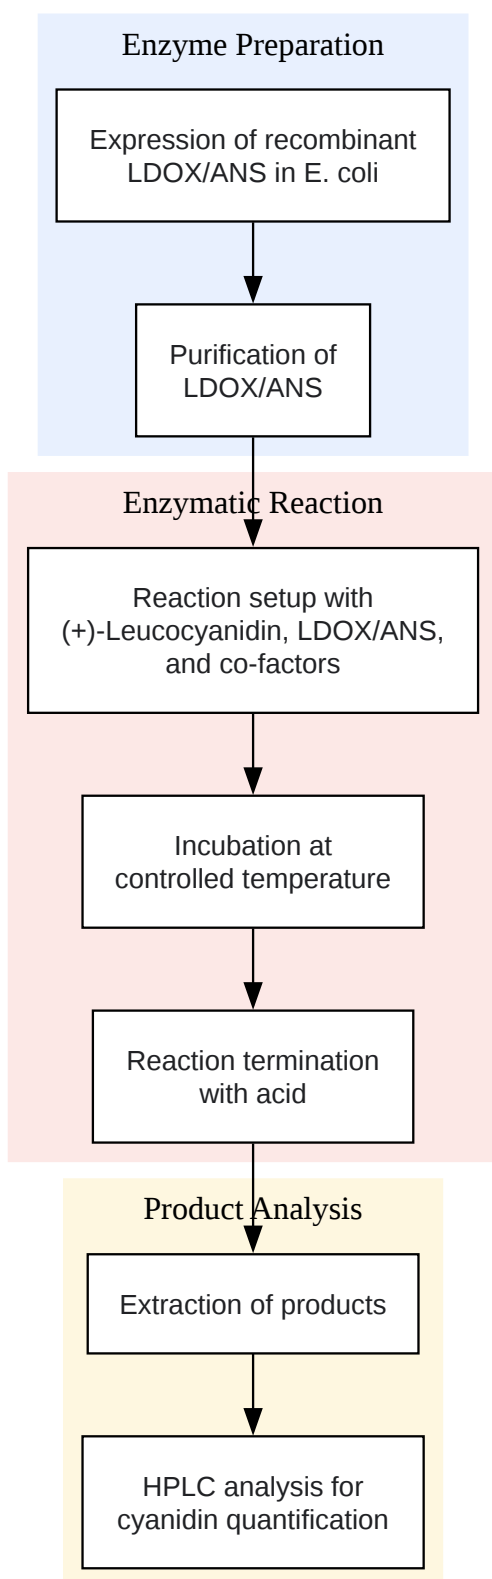 Enzyme Preparation
Expression of recombinant
LDOX/ANS in E. coli
Purification of
LDOX/ANS
Enzymatic Reaction
Reaction setup with
(+)-Leucocyanidin, LDOX/ANS,
and co-factors
Incubation at
controlled temperature
Reaction termination
with acid
Product Analysis
Extraction of products
HPLC analysis for
cyanidin quantification